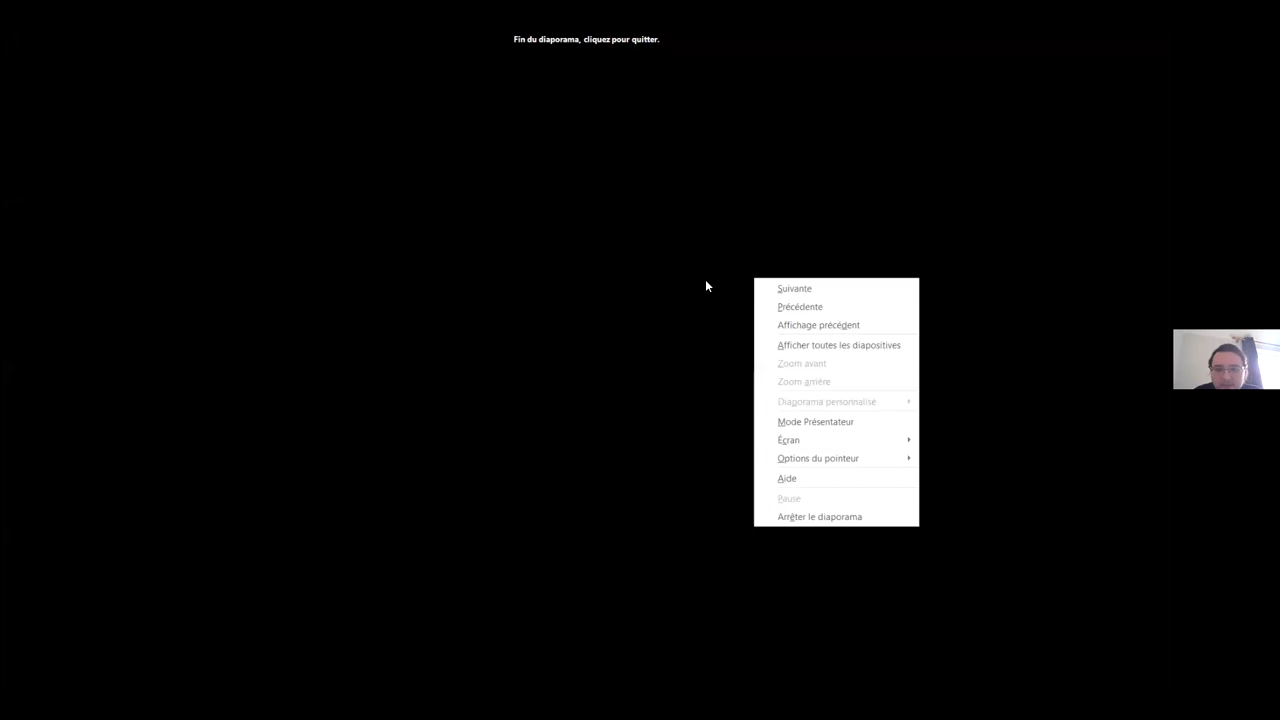 Fin du diaporama, cliquez pour quitter.
Suivante
Précédente
Affichage précédent
Afficher toutes les diapositives
Zoom avant
Zoom arrière
Diaporama personnalisé
Mode Présentateur
Écran
Options du pointeur
Aide
Pause
Arrêter le diaporama